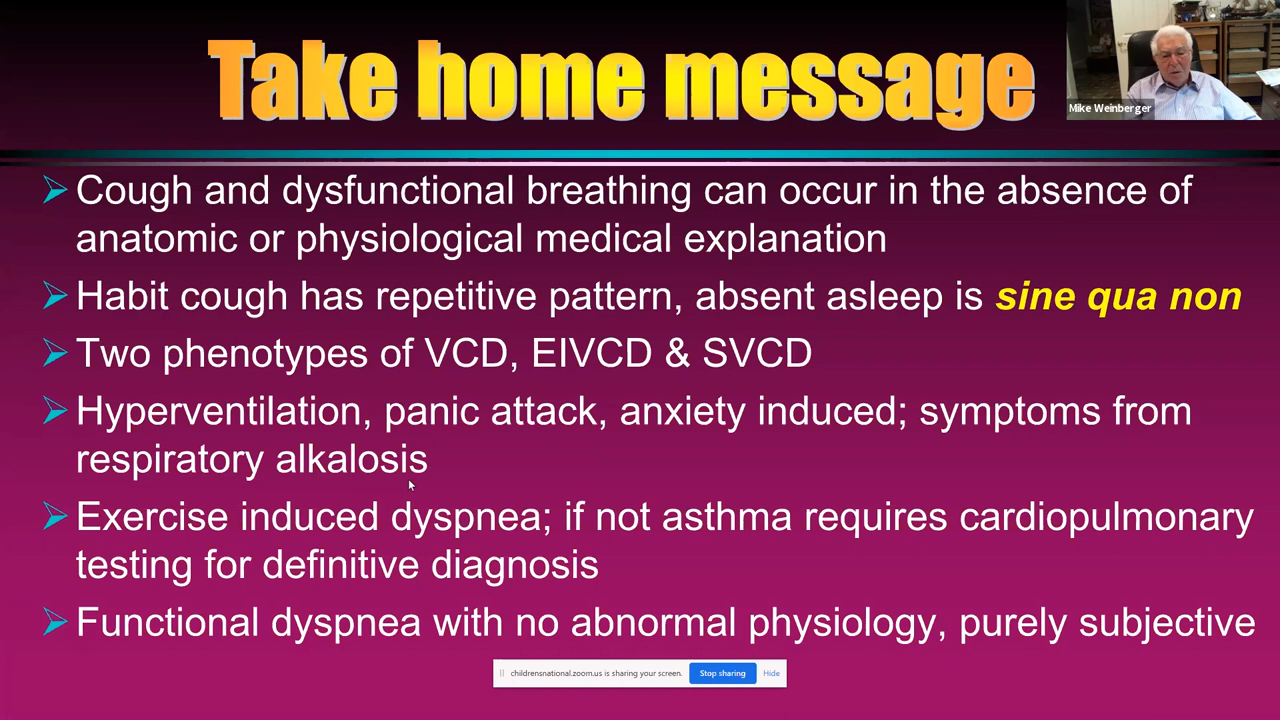 Take home message
Mike Weinberger
Cough and dysfunctional breathing can occur in the absence of
anatomic or physiological medical explanation
Habit cough has repetitive pattern, absent asleep is sine qua non
Two phenotypes of VCD, EIVCD & SVCD
Hyperventilation, panic attack, anxiety induced; symptoms from
respiratory alkalosis
Exercise induced dyspnea; if not asthma requires cardiopulmonary
testing for definitive diagnosis
Functional dyspnea with no abnormal physiology, purely subjective
childrensnational.zoom.us is sharing your screen. Stop sharing Hide